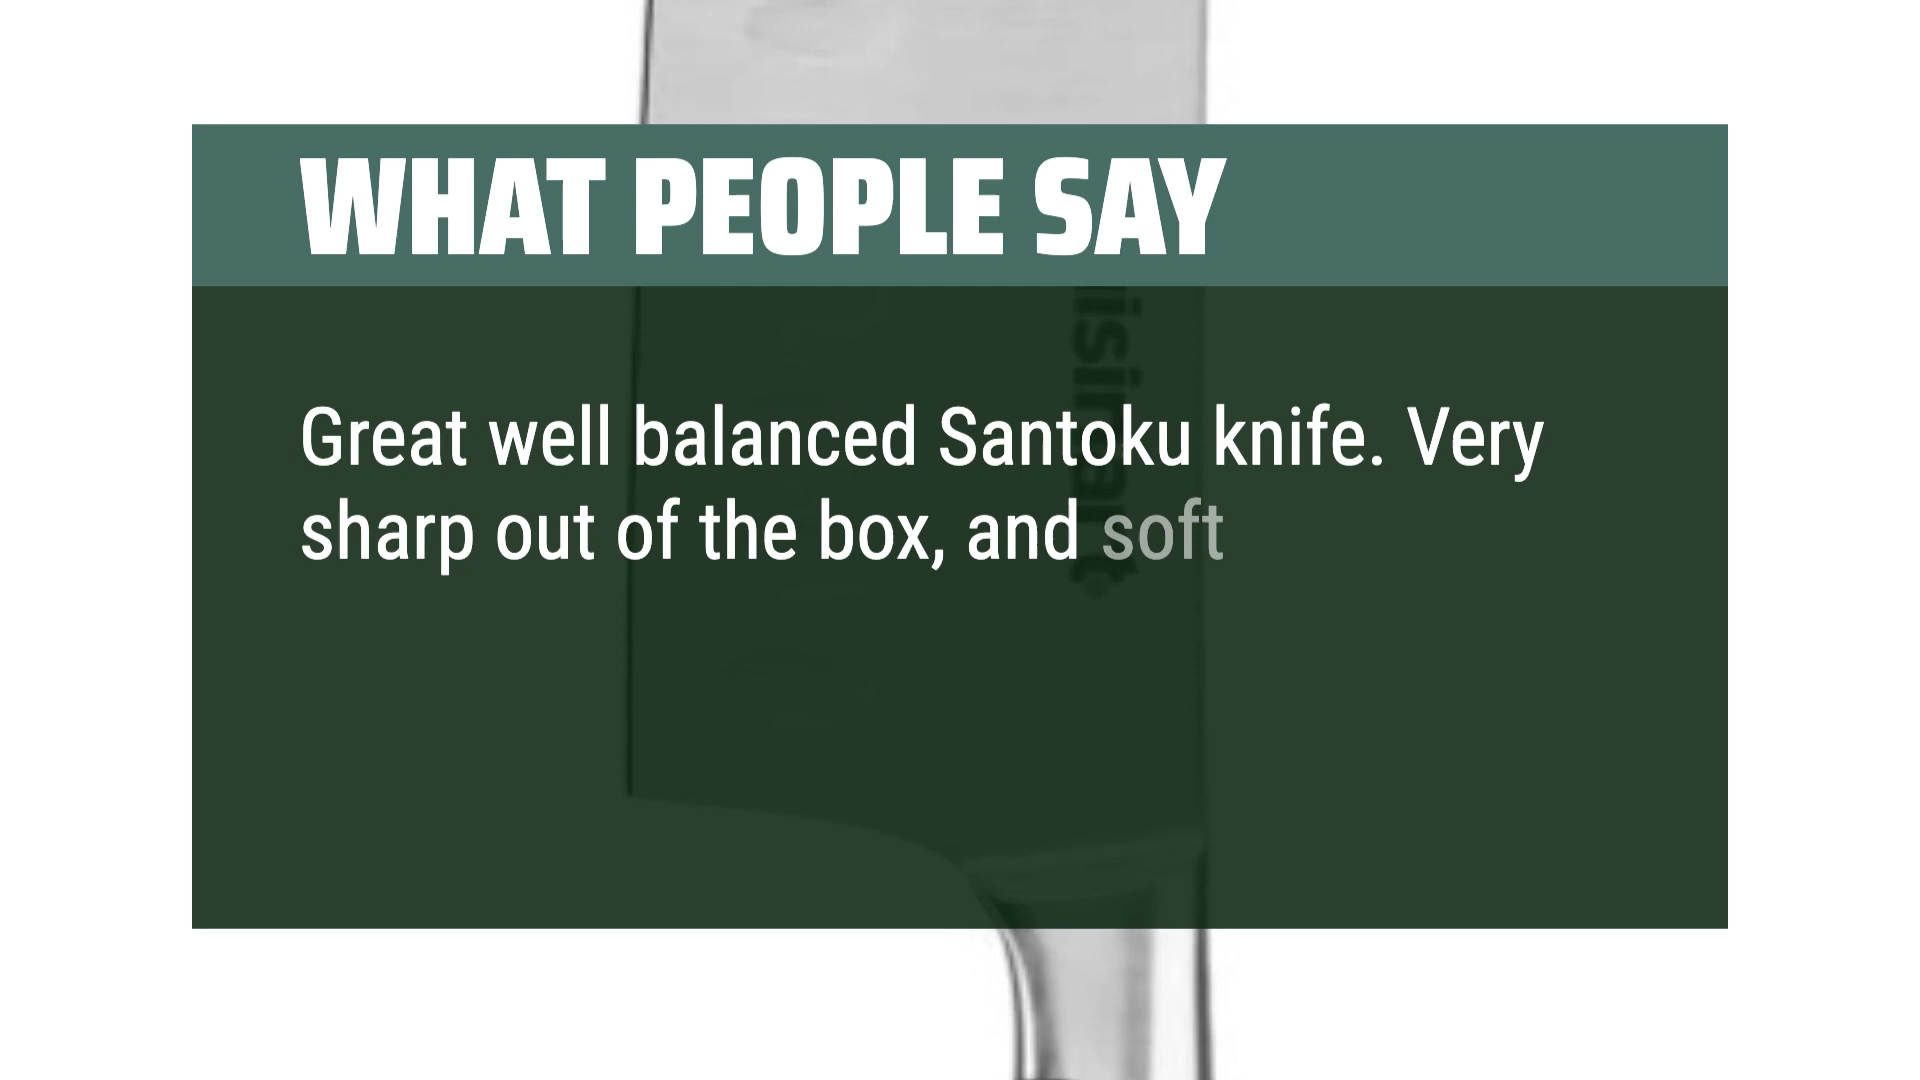 WHAT PEOPLE SAY
Great well balanced Santoku knife. Very
sharp out of the box, and soft